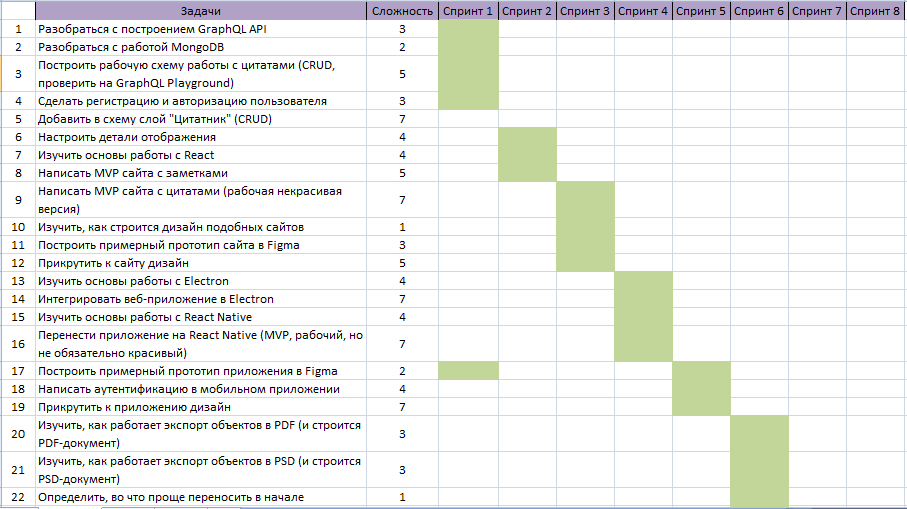 Задачи Сложность Спринт 1 Спринт 2 Спринт 3 Спринт 4 Спринт 5 Спринт 6 Спринт 7 Спринт 8
1 Разобраться с построением GraphQL API 3
2 Разобраться с работой MongoDB 2
3 Построить рабочую схему работы с цитатами (CRUD,
проверить на GraphQL Playground) 5
4 Сделать регистрацию и авторизацию пользователя 3
5 Добавить в схему слой "Цитатник" (CRUD) 7
6 Настроить детали отображения 4
7 Изучить основы работы с React 4
8 Написать MVP сайта с заметками 5
9 Написать MVP сайта с цитатами (рабочая некрасивая
версия) 7
10 Изучить, как строится дизайн подобных сайтов 1
11 Построить примерный прототип сайта в Figma 3
12 Прикрутить к сайту дизайн 5
13 Изучить основы работы с Electron 4
14 Интегрировать веб-приложение в Electron 7
15 Изучить основы работы с React Native 4
16 Перенести приложение на React Native (MVP, рабочий, но
не обязательно красивый) 7
17 Построить примерный прототип приложения в Figma 2
18 Написать аутентификацию в мобильном приложении 4
19 Прикрутить к приложению дизайн 7
20 Изучить, как работает экспорт объектов в PDF (и строится
PDF-документ) 3
21 Изучить, как работает экспорт объектов в PSD (и строится
PSD-документ) 3
22 Определить, во что проще переносить в начале 1